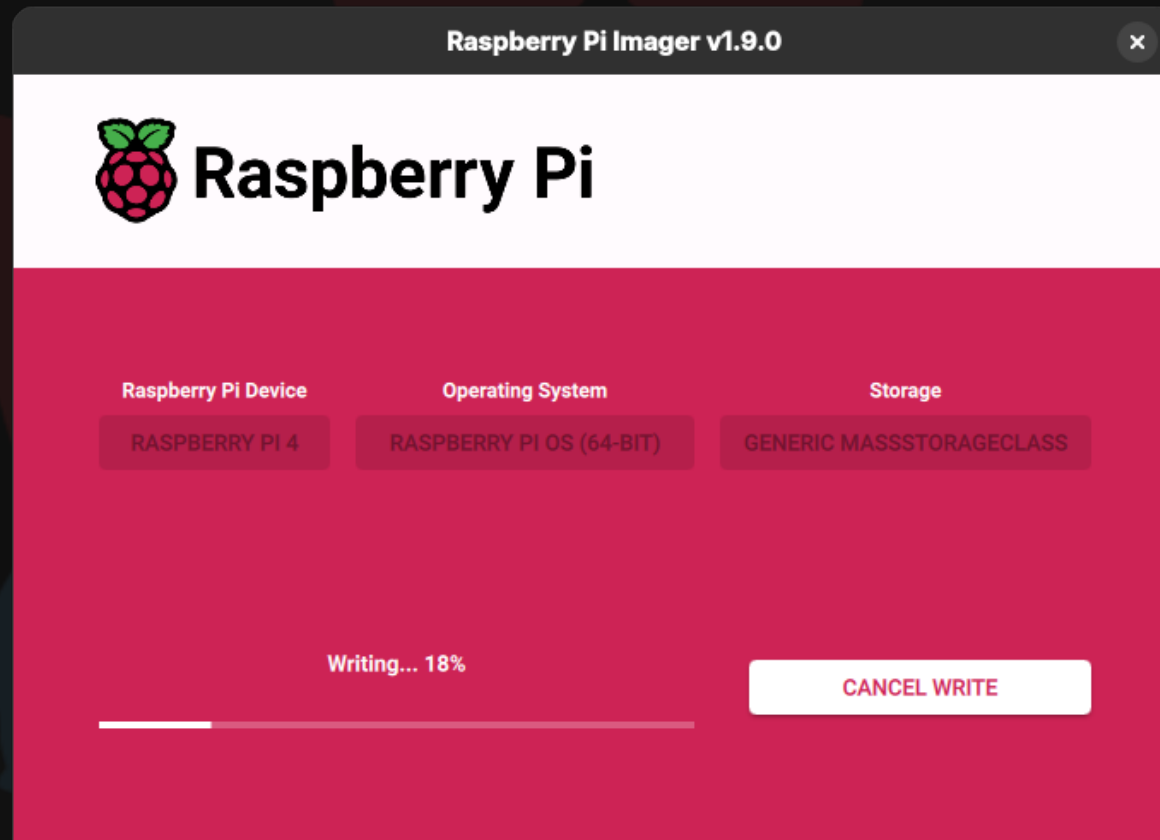 Raspberry Pi Imager v1.9.0
Raspberry Pi
Raspberry Pi Device
Operating System
Storage
RASPBERRY PI 4
RASPBERRY PI OS (64-BIT)
GENERIC MASSSTORAGECLASS
Writing... 18%
CANCEL WRITE